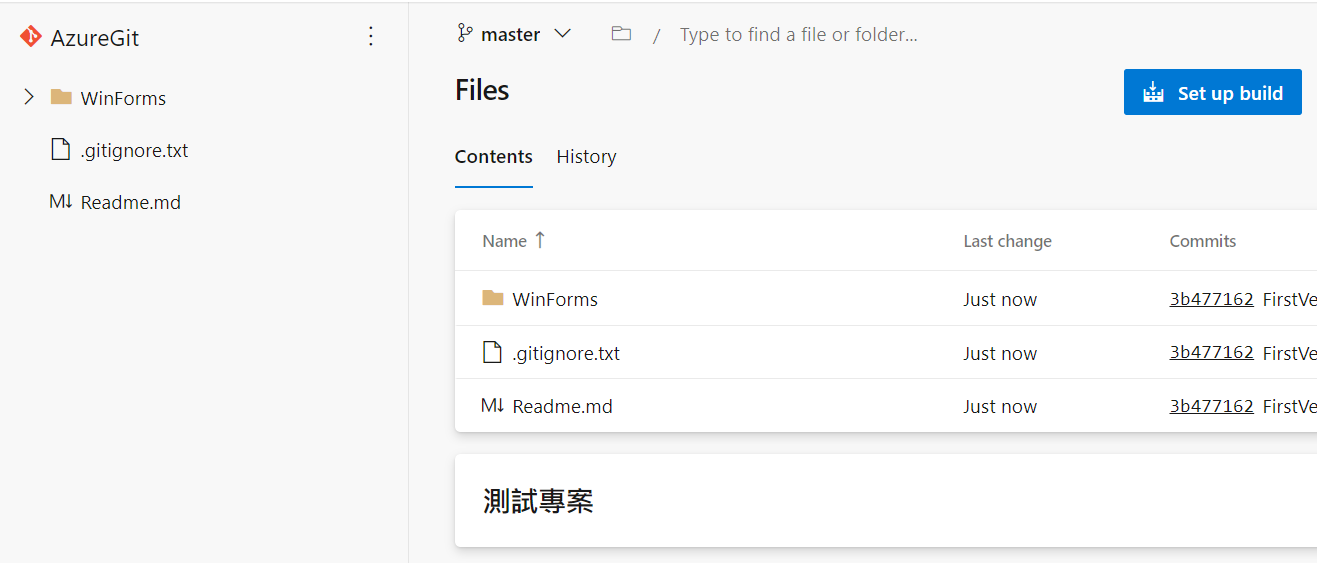 AzureGit
WinForms
.gitignore.txt
Readme.md
master
/ Type to find a file or folder...
Files
Set up build
Contents History
Name ↑ Last change Commits
WinForms Just now 3b477162 FirstVe
.gitignore.txt Just now 3b477162 FirstVe
Readme.md Just now 3b477162 FirstVe
測試專案